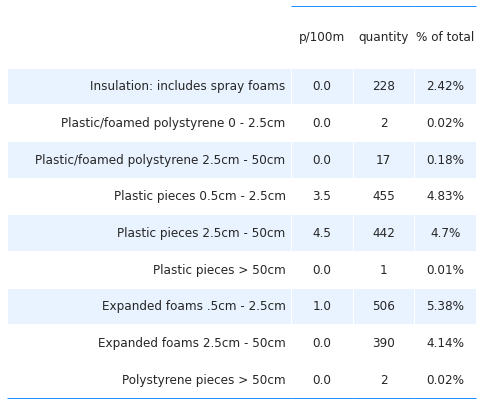 p/100m quantity % of total
Insulation: includes spray foams 0.0 228 2.42%
Plastic/foamed polystyrene 0 - 2.5cm 0.0 2 0.02%
Plastic/foamed polystyrene 2.5cm - 50cm 0.0 17 0.18%
Plastic pieces 0.5cm - 2.5cm 3.5 455 4.83%
Plastic pieces 2.5cm - 50cm 4.5 442 4.7%
Plastic pieces > 50cm 0.0 1 0.01%
Expanded foams .5cm - 2.5cm 1.0 506 5.38%
Expanded foams 2.5cm - 50cm 0.0 390 4.14%
Polystyrene pieces > 50cm 0.0 2 0.02%